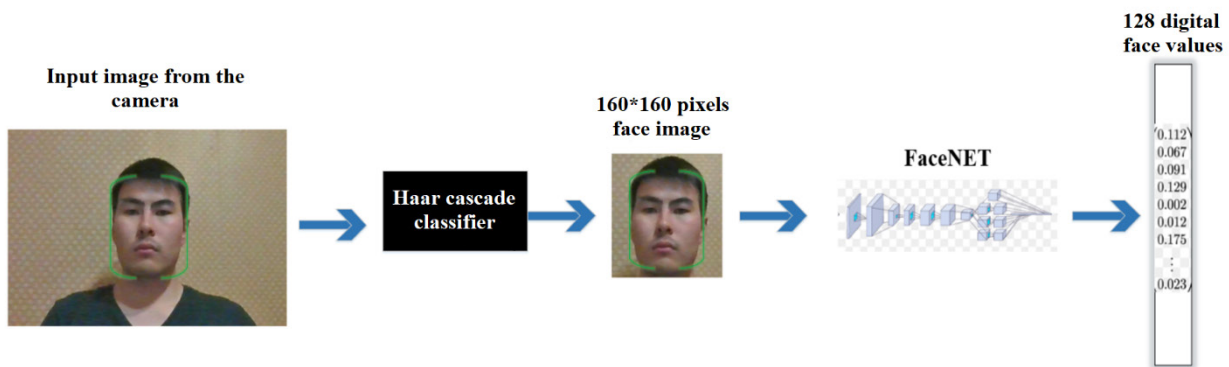 Input image from the
camera
Haar cascade
classifier
160*160 pixels
face image
FaceNET
128 digital
face values
0.112
0.067
0.091
0.129
0.002
0.012
0.175
⋮
0.023